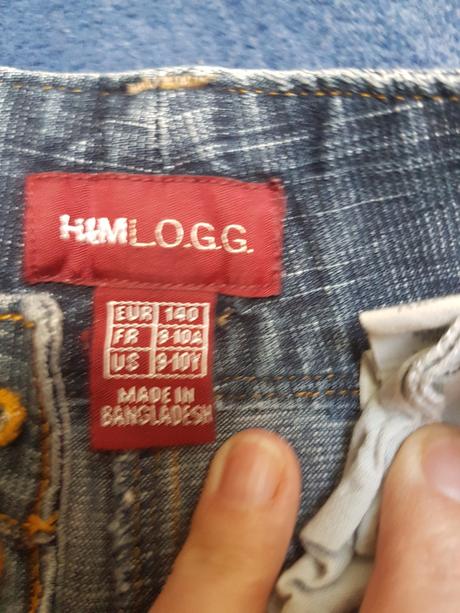 H&M L.O.G.G.
EUR 140
FR 9-10A
US 9-10Y
MADE IN
BANGLADESH